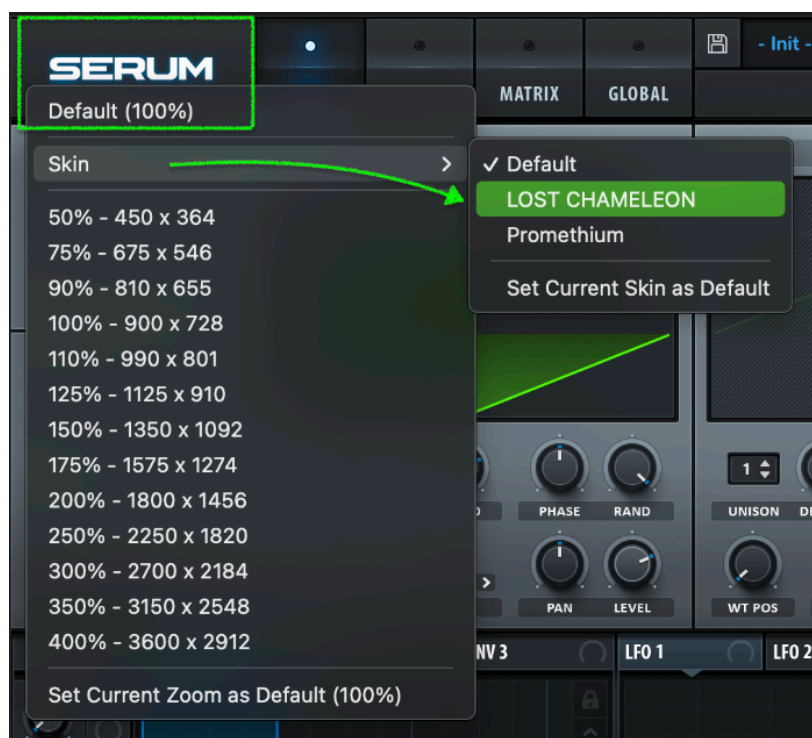 SERUM
- Init -
MATRIX
GLOBAL
Default (100%)
Skin
✓ Default
LOST CHAMELEON
Promethium
Set Current Skin as Default
50% - 450 x 364
75% - 675 x 546
90% - 810 x 655
100% - 900 x 728
110% - 990 x 801
125% - 1125 x 910
150% - 1350 x 1092
175% - 1575 x 1274
200% - 1800 x 1456
250% - 2250 x 1820
300% - 2700 x 2184
350% - 3150 x 2548
400% - 3600 x 2912
Set Current Zoom as Default (100%)
1
PHASE
RAND
UNISON
PAN
LEVEL
WT POS
NV 3
LFO 1
LFO 2